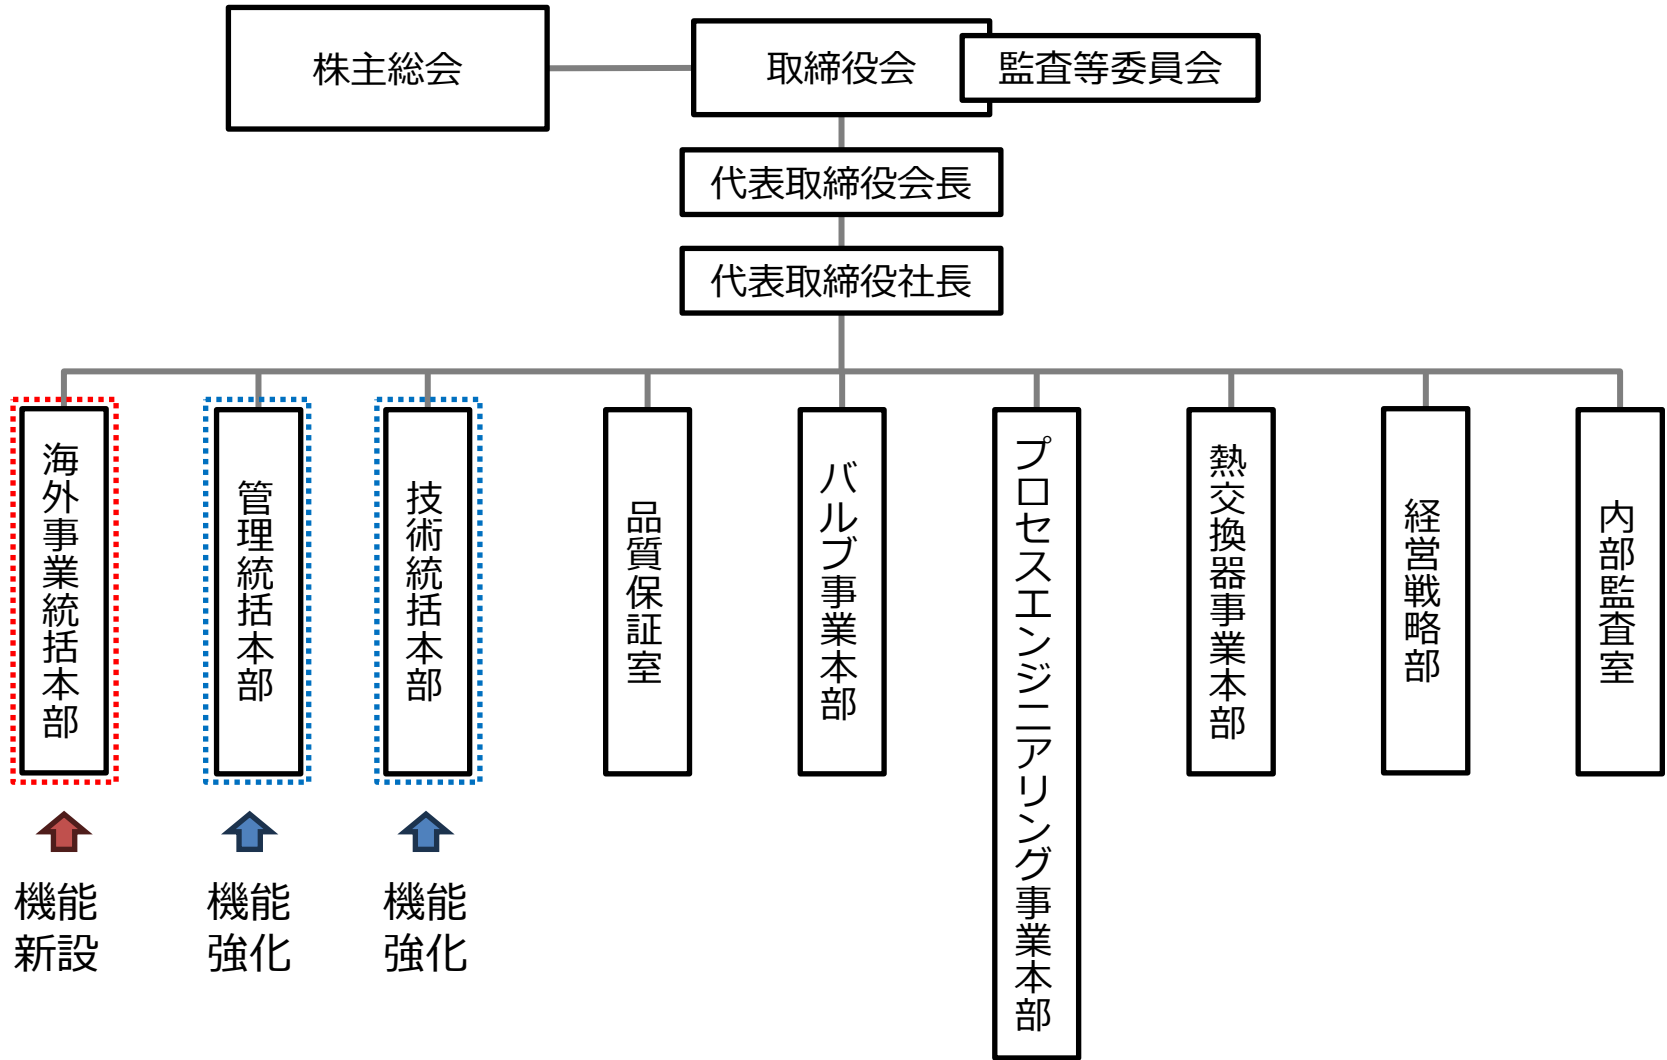 株主総会
取締役会
監査等委員会
代表取締役会長
代表取締役社長
海外事業統括本部
管理統括本部
技術統括本部
品質保証室
バルブ事業本部
プロセスエンジニアリング事業本部
熱交換器事業本部
経営戦略部
内部監査室
機能
新設
機能
強化
機能
強化